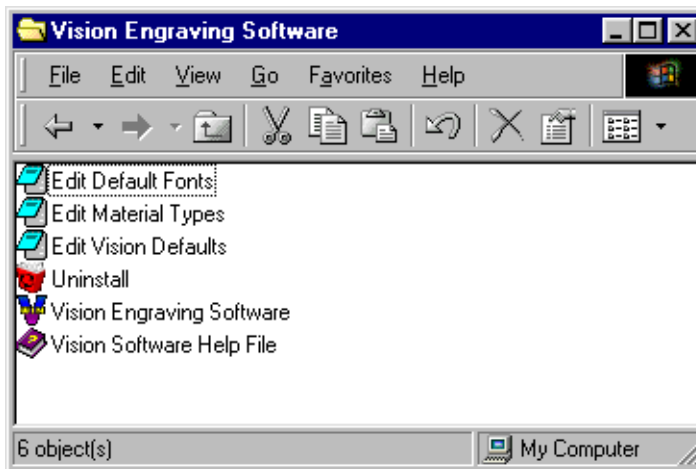 Vision Engraving Software
File Edit View Go Favorites Help
Edit Default Fonts
Edit Material Types
Edit Vision Defaults
Uninstall
Vision Engraving Software
Vision Software Help File
6 object(s) My Computer